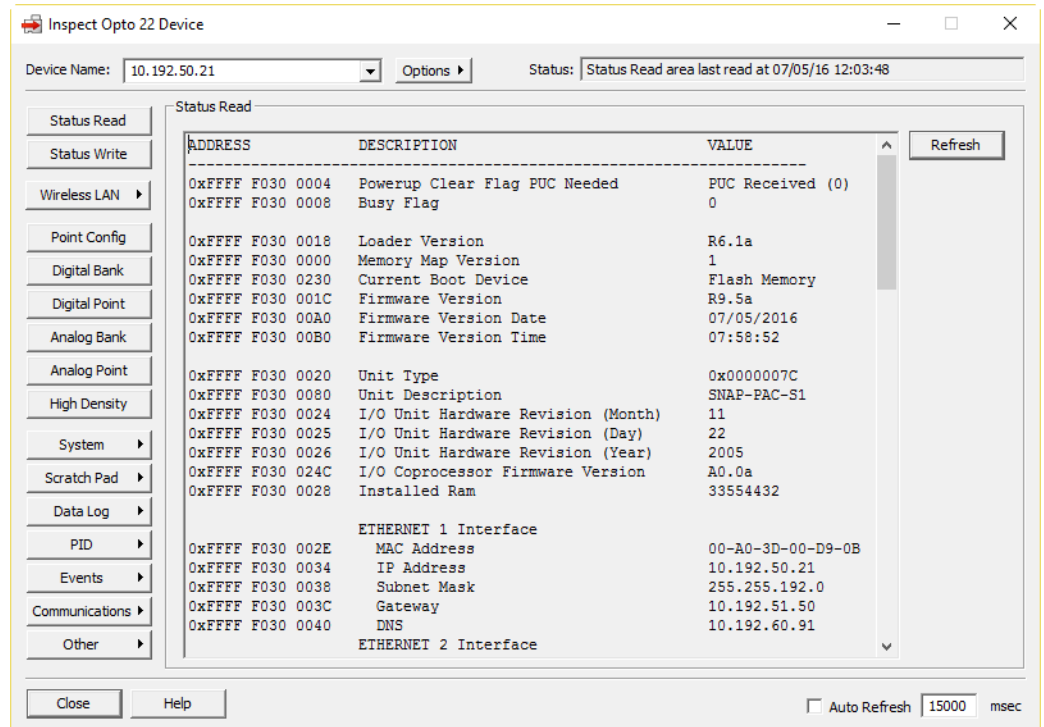 Inspect Opto 22 Device
Device Name: 10.192.50.21 Options Status: Status Read area last read at 07/05/16 12:03:48
Status Read
Status Write
Wireless LAN
Point Config
Digital Bank
Digital Point
Analog Bank
Analog Point
High Density
System
Scratch Pad
Data Log
PID
Events
Communications
Other
Status Read
Refresh
ADDRESS DESCRIPTION VALUE
--------------------------------------------------------------------------
0xFFFF F030 0004 Powerup Clear Flag PUC Needed PUC Received (0)
0xFFFF F030 0008 Busy Flag 0
0xFFFF F030 0018 Loader Version R6.1a
0xFFFF F030 0000 Memory Map Version 1
0xFFFF F030 0230 Current Boot Device Flash Memory
0xFFFF F030 001C Firmware Version R9.5a
0xFFFF F030 00A0 Firmware Version Date 07/05/2016
0xFFFF F030 00B0 Firmware Version Time 07:58:52
0xFFFF F030 0020 Unit Type 0x0000007C
0xFFFF F030 0080 Unit Description SNAP-PAC-S1
0xFFFF F030 0024 I/O Unit Hardware Revision (Month) 11
0xFFFF F030 0025 I/O Unit Hardware Revision (Day) 22
0xFFFF F030 0026 I/O Unit Hardware Revision (Year) 2005
0xFFFF F030 024C I/O Coprocessor Firmware Version A0.0a
0xFFFF F030 0028 Installed Ram 33554432
ETHERNET 1 Interface
0xFFFF F030 002E MAC Address 00-A0-3D-00-D9-0B
0xFFFF F030 0034 IP Address 10.192.50.21
0xFFFF F030 0038 Subnet Mask 255.255.192.0
0xFFFF F030 003C Gateway 10.192.51.50
0xFFFF F030 0040 DNS 10.192.60.91
ETHERNET 2 Interface
Close Help Auto Refresh 15000 msec